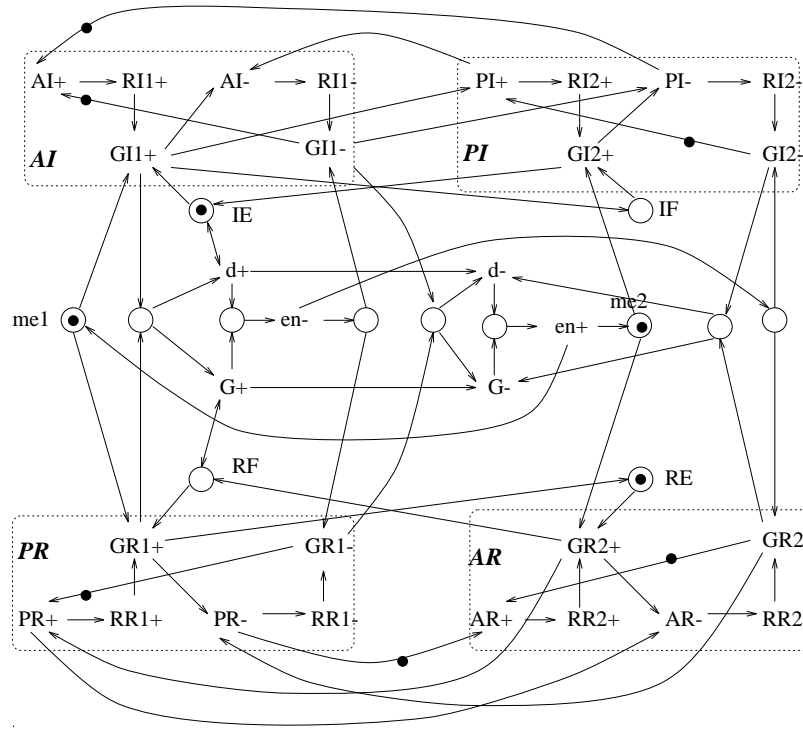 AI+ RI1+ AI- RI1- PI+ RI2+ PI- RI2-
AI GI1+ GI1- PI GI2+ GI2-
IE IF
d+ d-
me1 en- en+ me2
G+ G-
RF RE
PR GR1+ GR1- AR GR2+ GR2
PR+ RR1+ PR- RR1- AR+ RR2+ AR- RR2